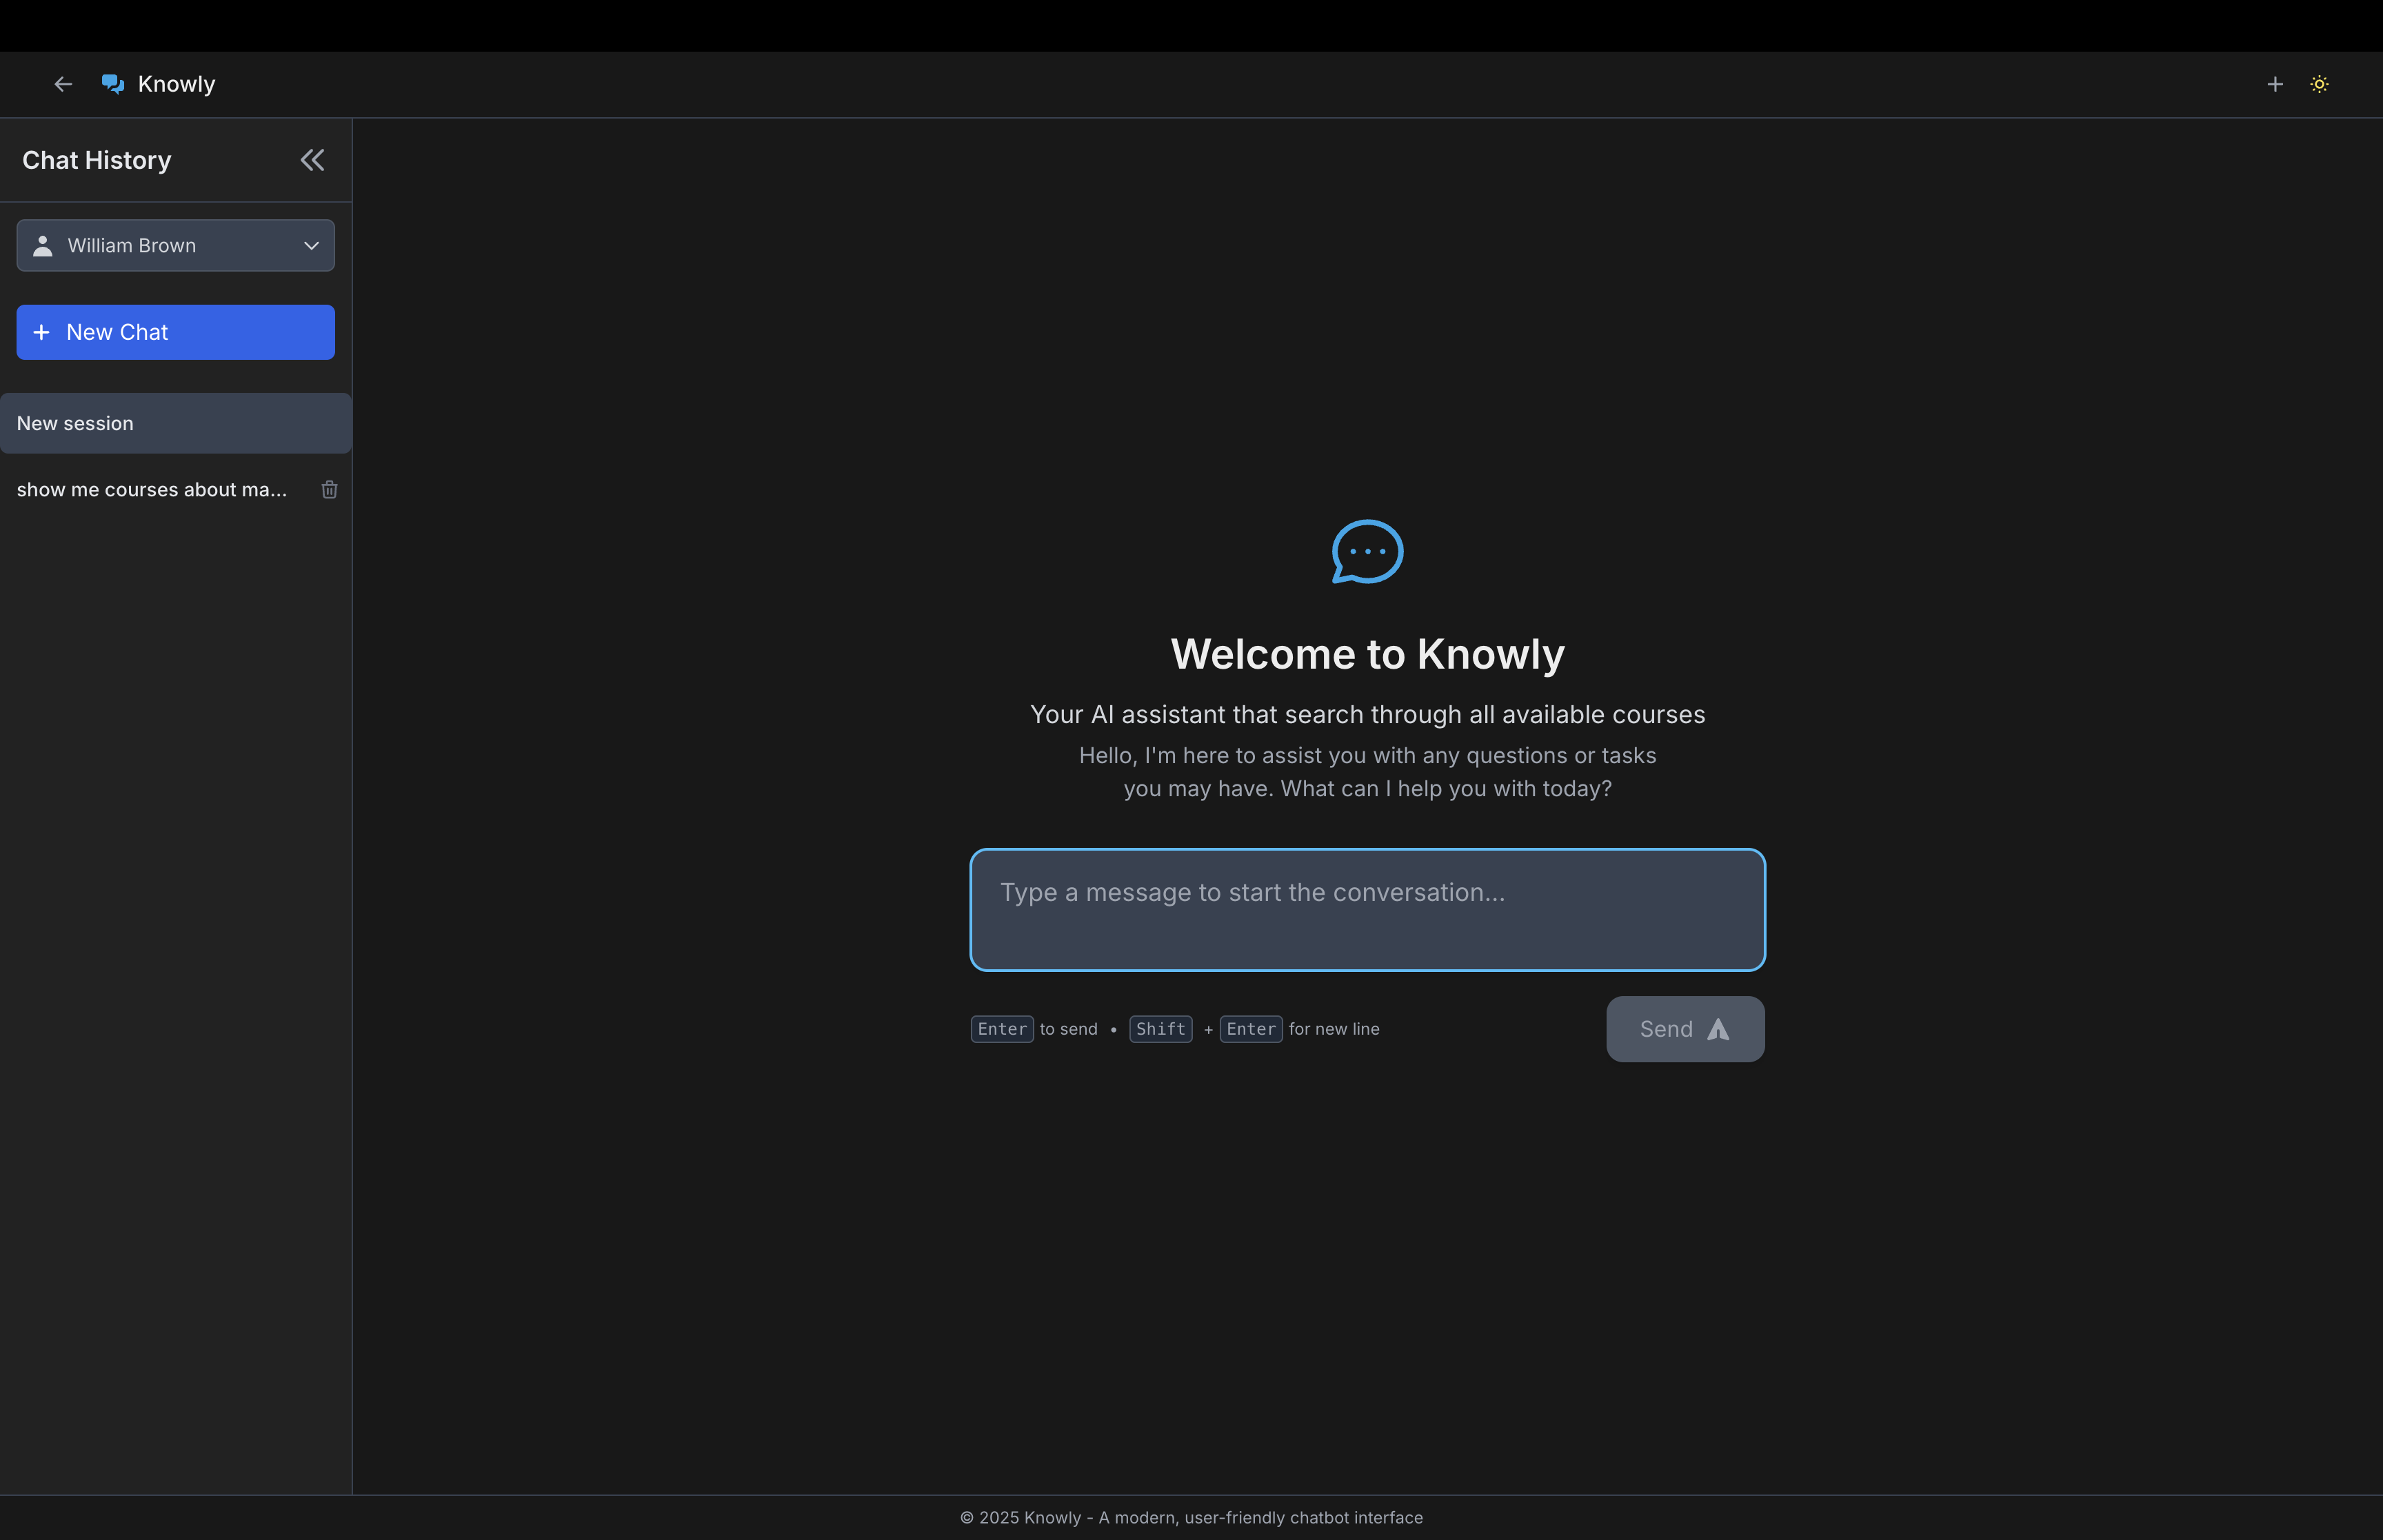 Knowly
Chat History
William Brown
New Chat
New session
show me courses about ma...
Welcome to Knowly
Your AI assistant that search through all available courses
Hello, I'm here to assist you with any questions or tasks
you may have. What can I help you with today?
Type a message to start the conversation...
Enter to send • Shift + Enter for new line
Send
© 2025 Knowly - A modern, user-friendly chatbot interface